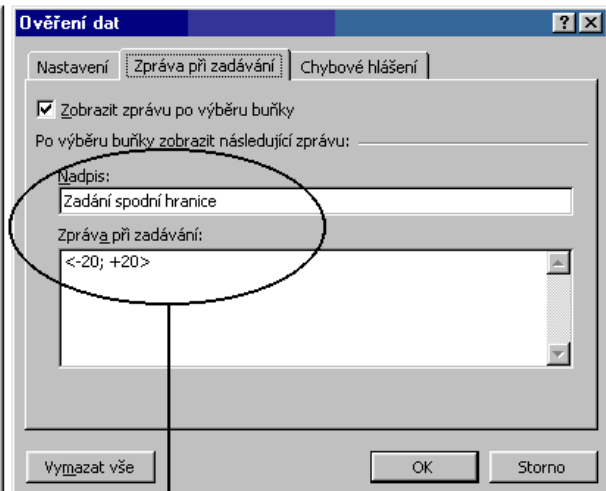 Ověření dat
Nastavení Zpráva při zadávání Chybové hlášení
Zobrazit zprávu po výběru buňky
Po výběru buňky zobrazit následující zprávu:
Nadpis:
Zadání spodní hranice
Zpráva při zadávání:
<-20; +20>
Vymazat vše OK Storno